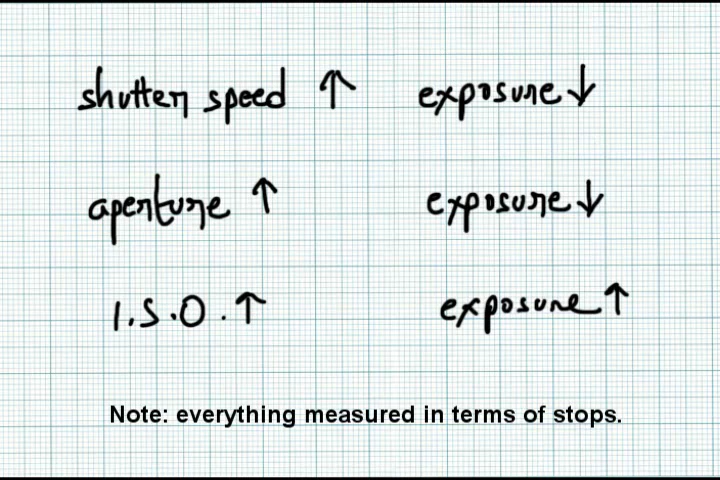 shutter speed ↑ exposure ↓
aperture ↑ exposure ↓
I.S.O. ↑ exposure ↑
Note: everything measured in terms of stops.